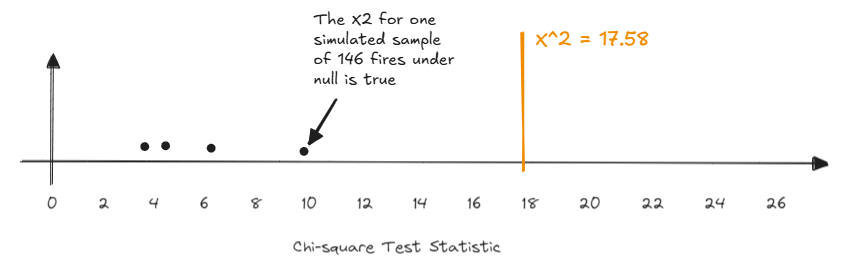 The x2 for one
simulated sample
of 146 fires under
null is true
x^2 = 17.58
0 2 4 6 8 10 12 14 16 18 20 22 24 26
Chi-square Test Statistic